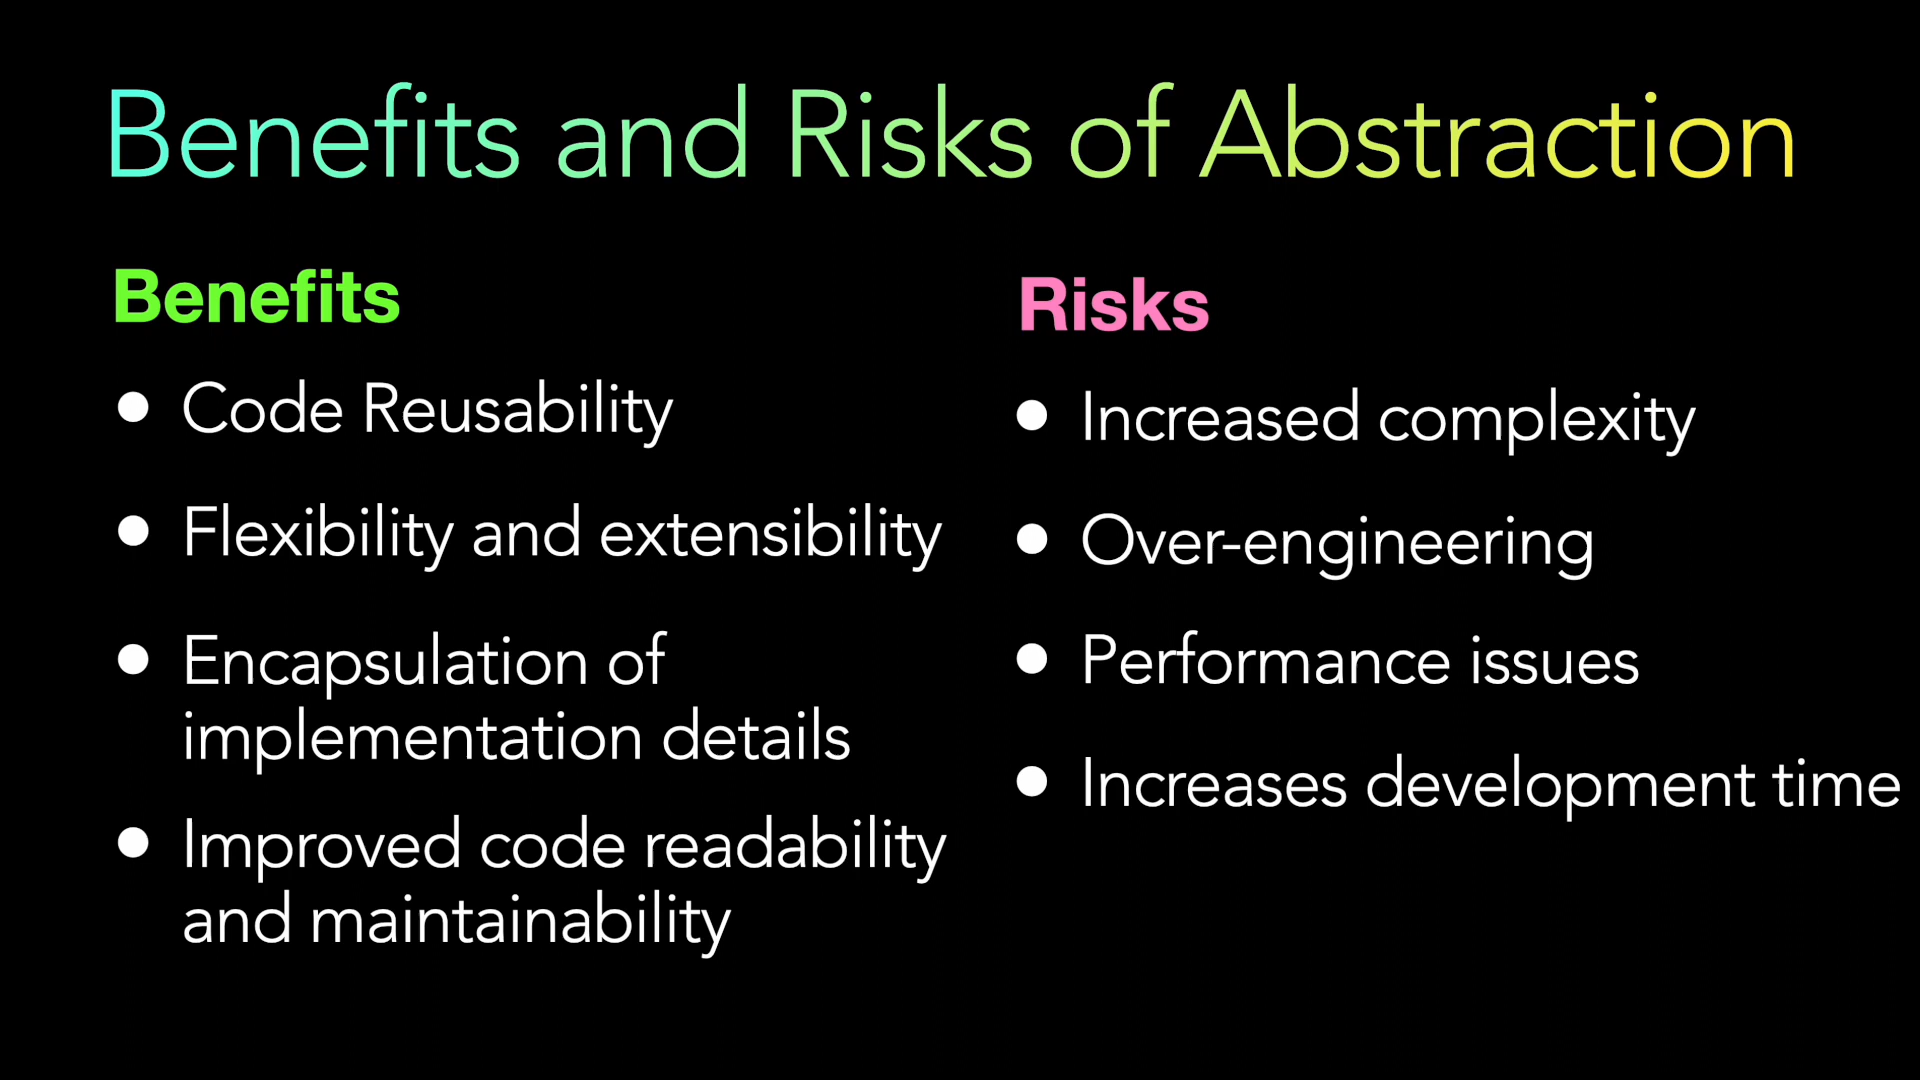 Benefits and Risks of Abstraction
Benefits
• Code Reusability
• Flexibility and extensibility
• Encapsulation of
implementation details
• Improved code readability
and maintainability
Risks
• Increased complexity
• Over-engineering
• Performance issues
• Increases development time